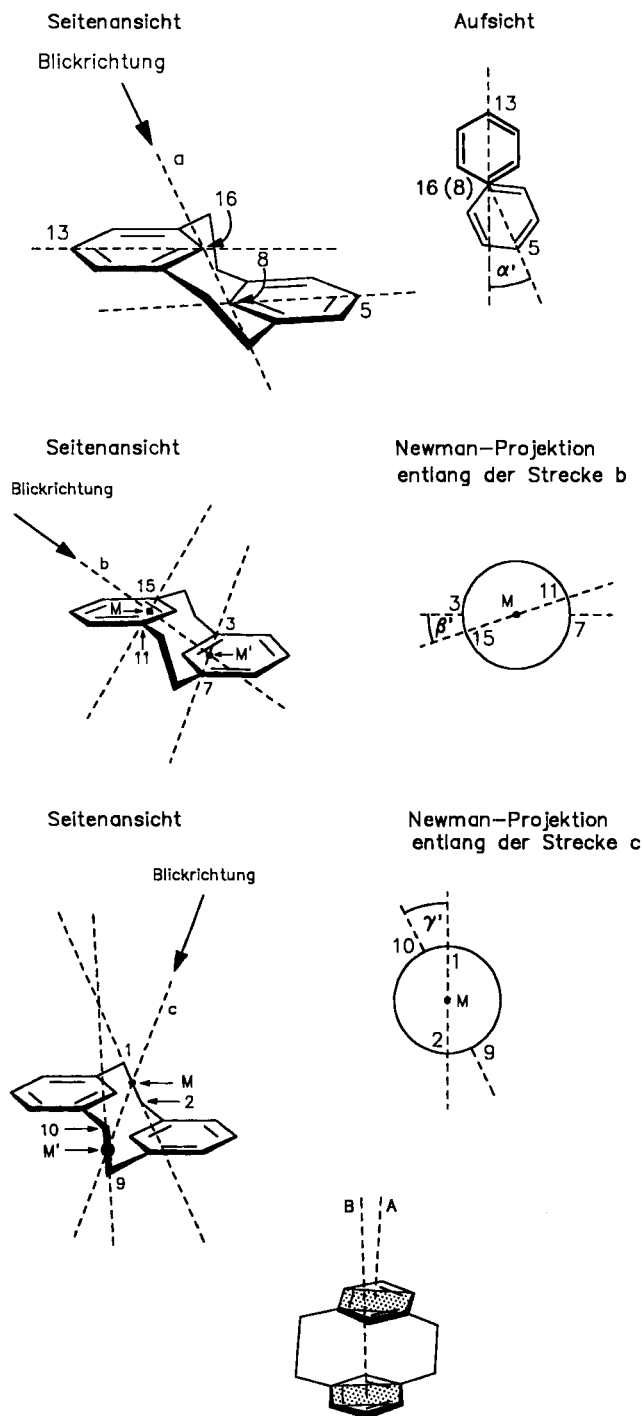 Seitenansicht
Aufsicht
Blickrichtung
a
13
16
8
7
5
13
16 (8)
5
α'
Seitenansicht
Newman-Projektion
entlang der Strecke b
Blickrichtung
b
15
M
3
M'
11
7
3
M
11
β'
15
7
Seitenansicht
Newman-Projektion
entlang der Strecke c
Blickrichtung
c
1
M
2
10
M'
9
γ'
10
1
M
2
9
B A